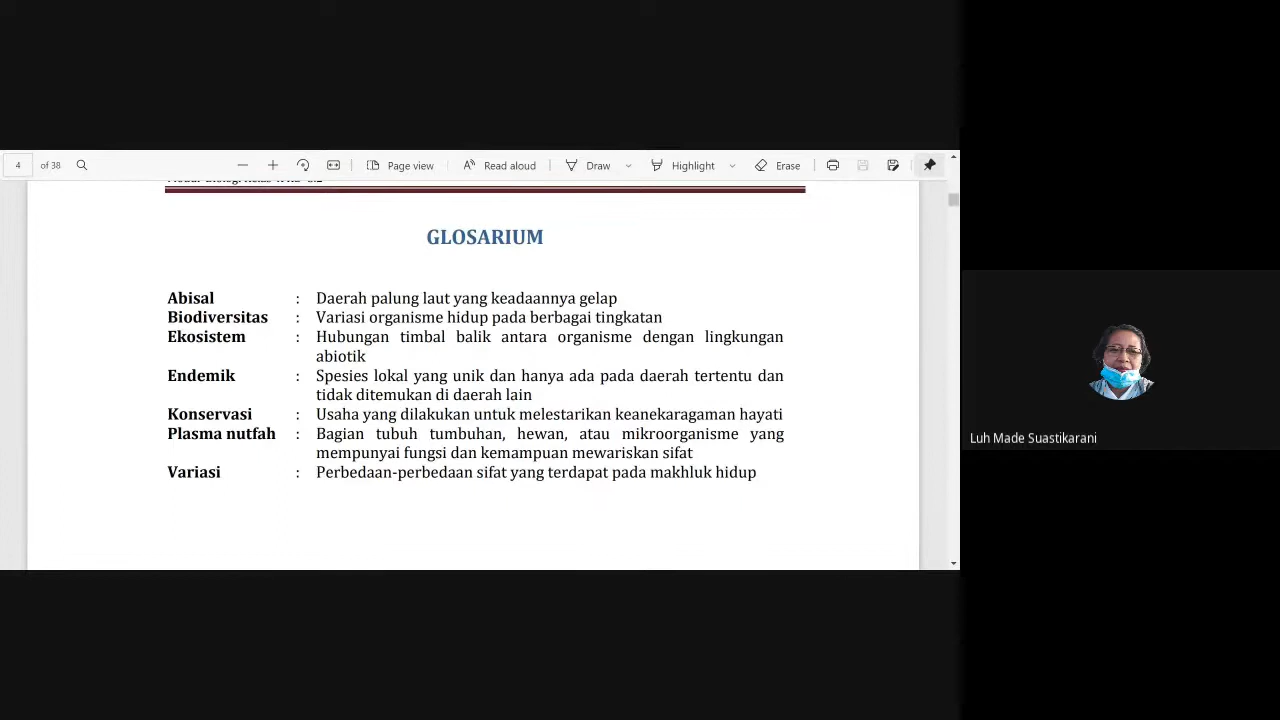 4 of 38 Page view Read aloud Draw Highlight Erase
GLOSARIUM
Abisal : Daerah palung laut yang keadaannya gelap
Biodiversitas : Variasi organisme hidup pada berbagai tingkatan
Ekosistem : Hubungan timbal balik antara organisme dengan lingkungan
abiotik
Endemik : Spesies lokal yang unik dan hanya ada pada daerah tertentu dan
tidak ditemukan di daerah lain
Konservasi : Usaha yang dilakukan untuk melestarikan keanekaragaman hayati
Plasma nutfah : Bagian tubuh tumbuhan, hewan, atau mikroorganisme yang
mempunyai fungsi dan kemampuan mewariskan sifat
Variasi : Perbedaan-perbedaan sifat yang terdapat pada makhluk hidup
Luh Made Suastikarani